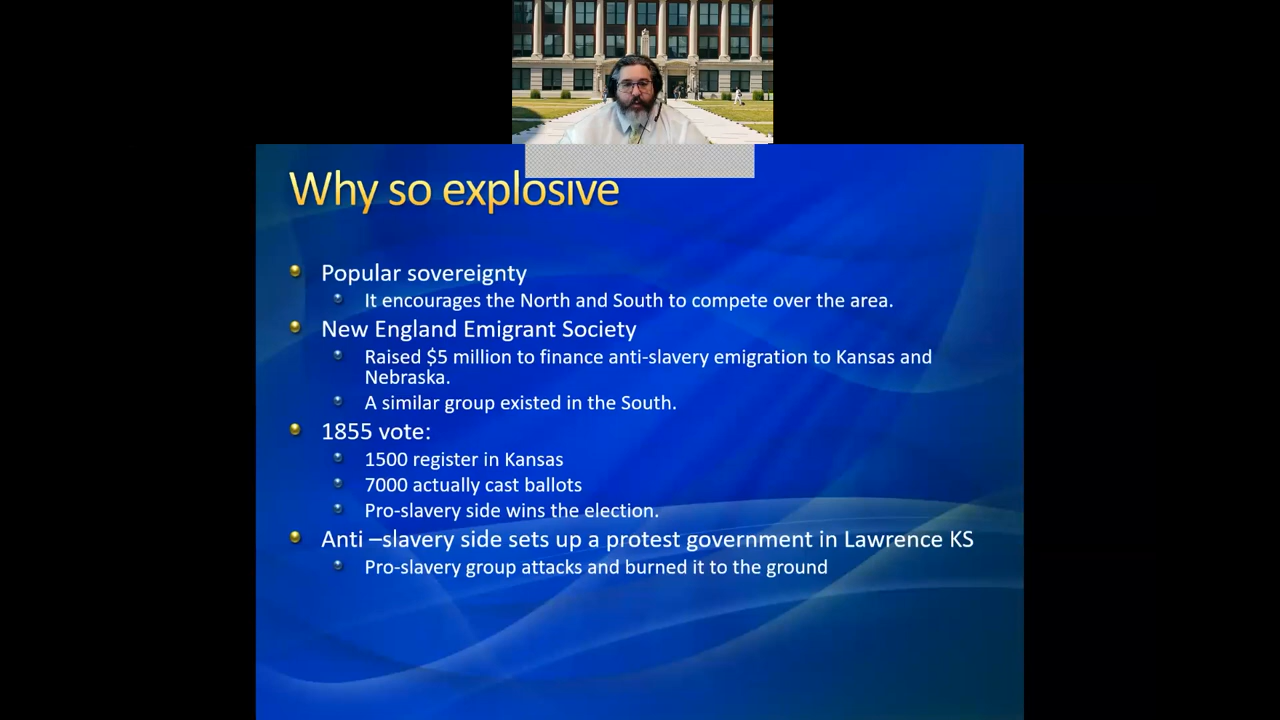 Why so explosive
Popular sovereignty
It encourages the North and South to compete over the area.
New England Emigrant Society
Raised $5 million to finance anti-slavery emigration to Kansas and
Nebraska.
A similar group existed in the South.
1855 vote:
1500 register in Kansas
7000 actually cast ballots
Pro-slavery side wins the election.
Anti –slavery side sets up a protest government in Lawrence KS
Pro-slavery group attacks and burned it to the ground